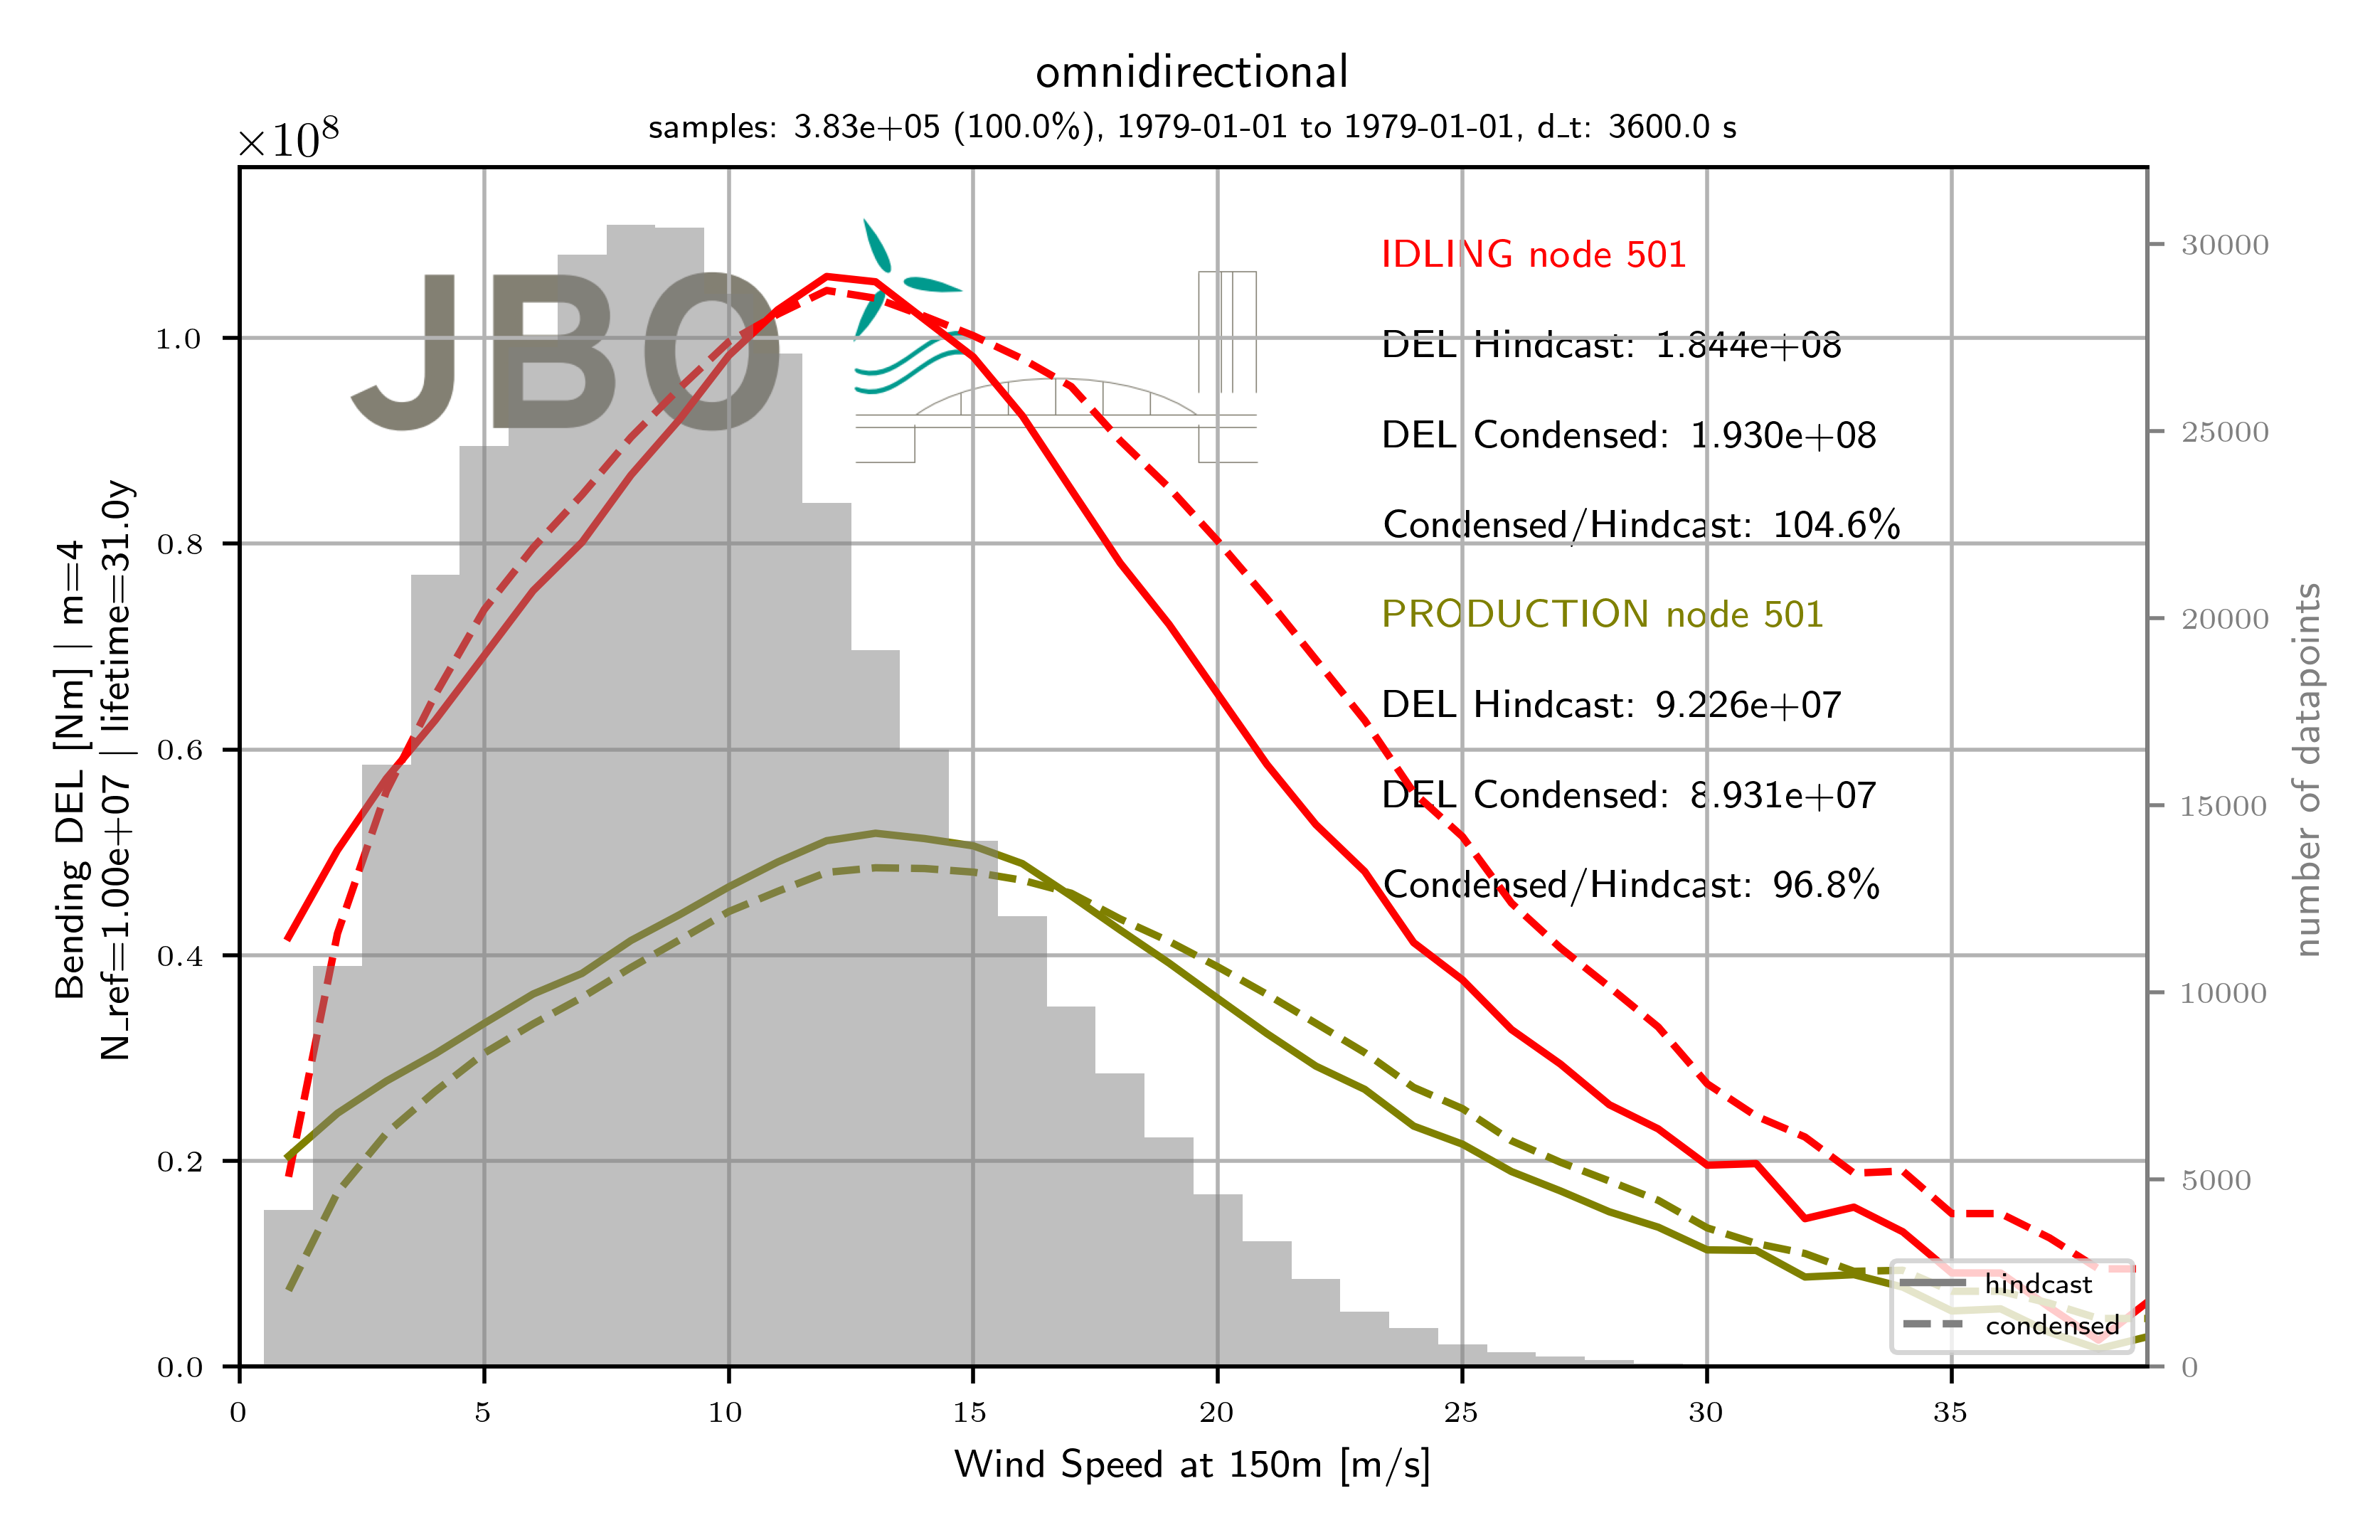 omnidirectional
samples: 3.83e+05 (100.0%), 1979-01-01 to 1979-01-01, d_t: 3600.0 s
×10⁸
JBO
IDLING node 501
DEL Hindcast: 1.844e+08
DEL Condensed: 1.930e+08
Condensed/Hindcast: 104.6%
PRODUCTION node 501
DEL Hindcast: 9.226e+07
DEL Condensed: 8.931e+07
Condensed/Hindcast: 96.8%
Bending DEL [Nm] | m=4
N_ref=1.00e+07 | lifetime=31.0y
1.0
0.8
0.6
0.4
0.2
0.0
30000
25000
20000
15000
10000
5000
0
number of datapoints
hindcast
condensed
0 5 10 15 20 25 30 35
Wind Speed at 150m [m/s]